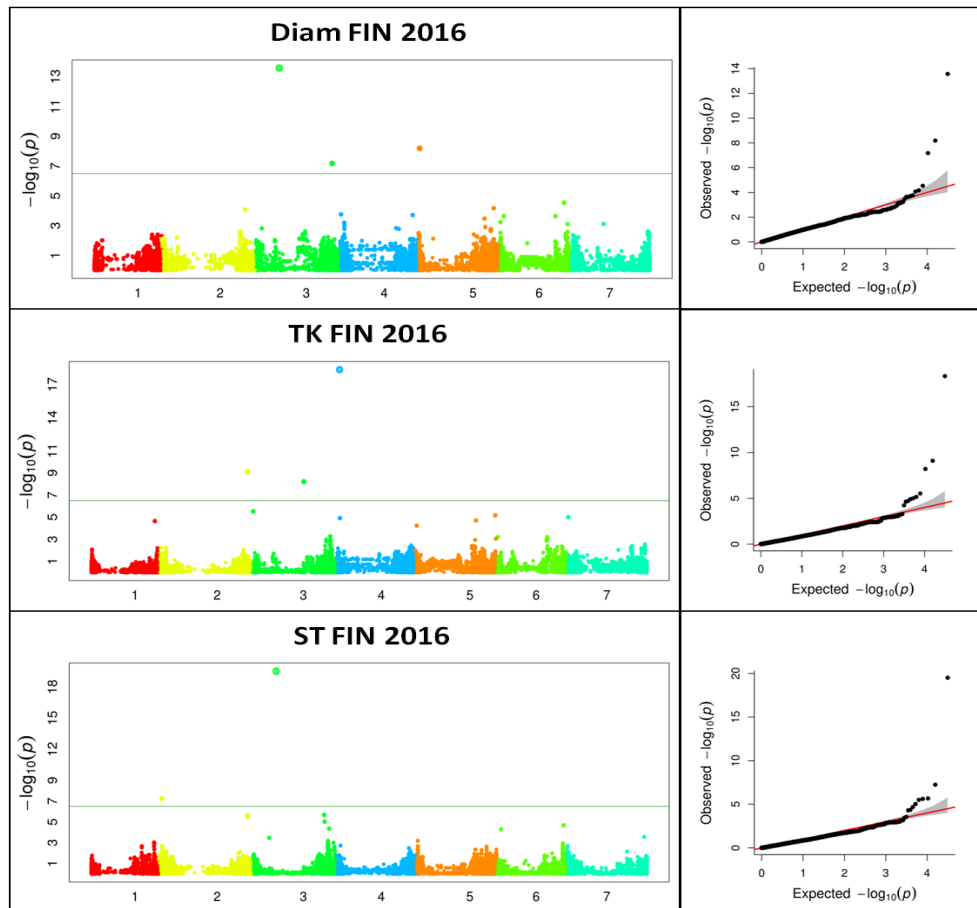 Diam FIN 2016
−log10(p)
13
11
9
7
5
3
1
1 2 3 4 5 6 7
Observed −log10(p)
14
12
10
8
6
4
2
0
0 1 2 3 4
Expected −log10(p)
TK FIN 2016
−log10(p)
17
14
11
9
7
5
3
1
1 2 3 4 5 6 7
Observed −log10(p)
15
10
5
0
0 1 2 3 4
Expected −log10(p)
ST FIN 2016
−log10(p)
18
15
12
9
7
5
3
1
1 2 3 4 5 6 7
Observed −log10(p)
20
15
10
5
0
0 1 2 3 4
Expected −log10(p)